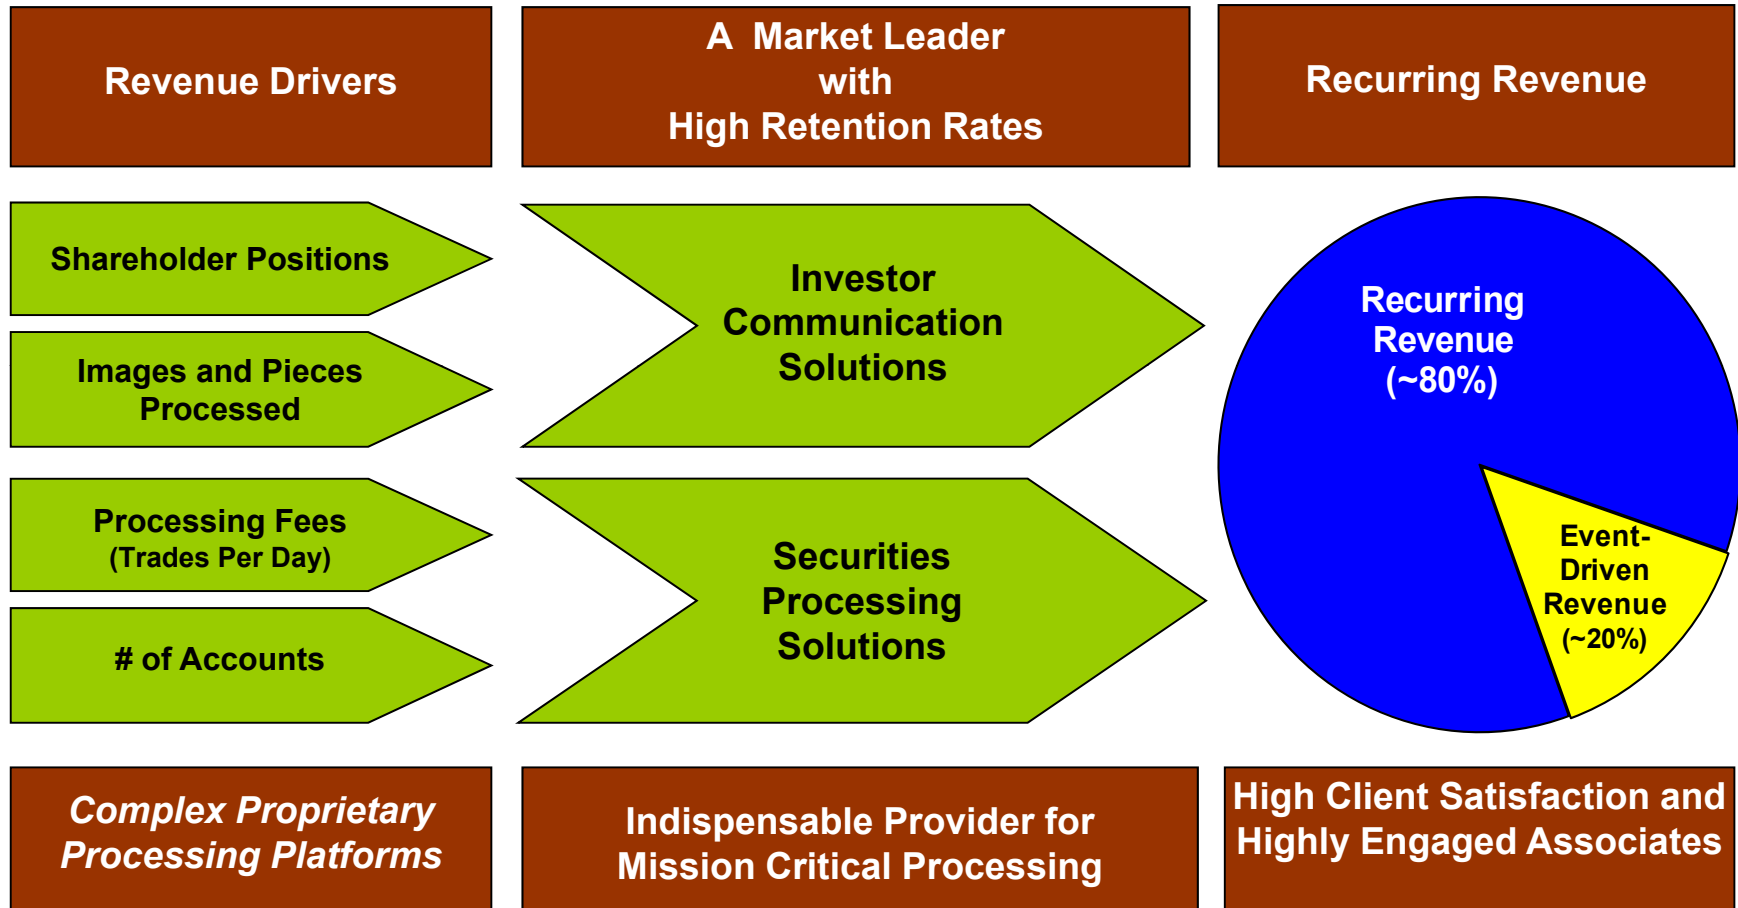 Revenue Drivers
A Market Leader
with
High Retention Rates
Recurring Revenue
Shareholder Positions
Images and Pieces
Processed
Processing Fees
(Trades Per Day)
# of Accounts
Investor
Communication
Solutions
Securities
Processing
Solutions
Recurring
Revenue
(~80%)
Event-
Driven
Revenue
(~20%)
Complex Proprietary
Processing Platforms
Indispensable Provider for
Mission Critical Processing
High Client Satisfaction and
Highly Engaged Associates